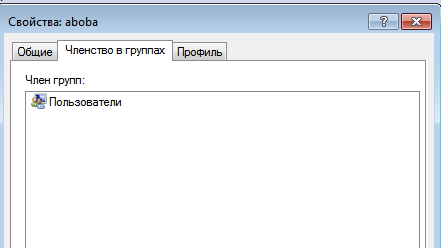 Свойства: aboba
Общие Членство в группах Профиль
Член групп:
Пользователи